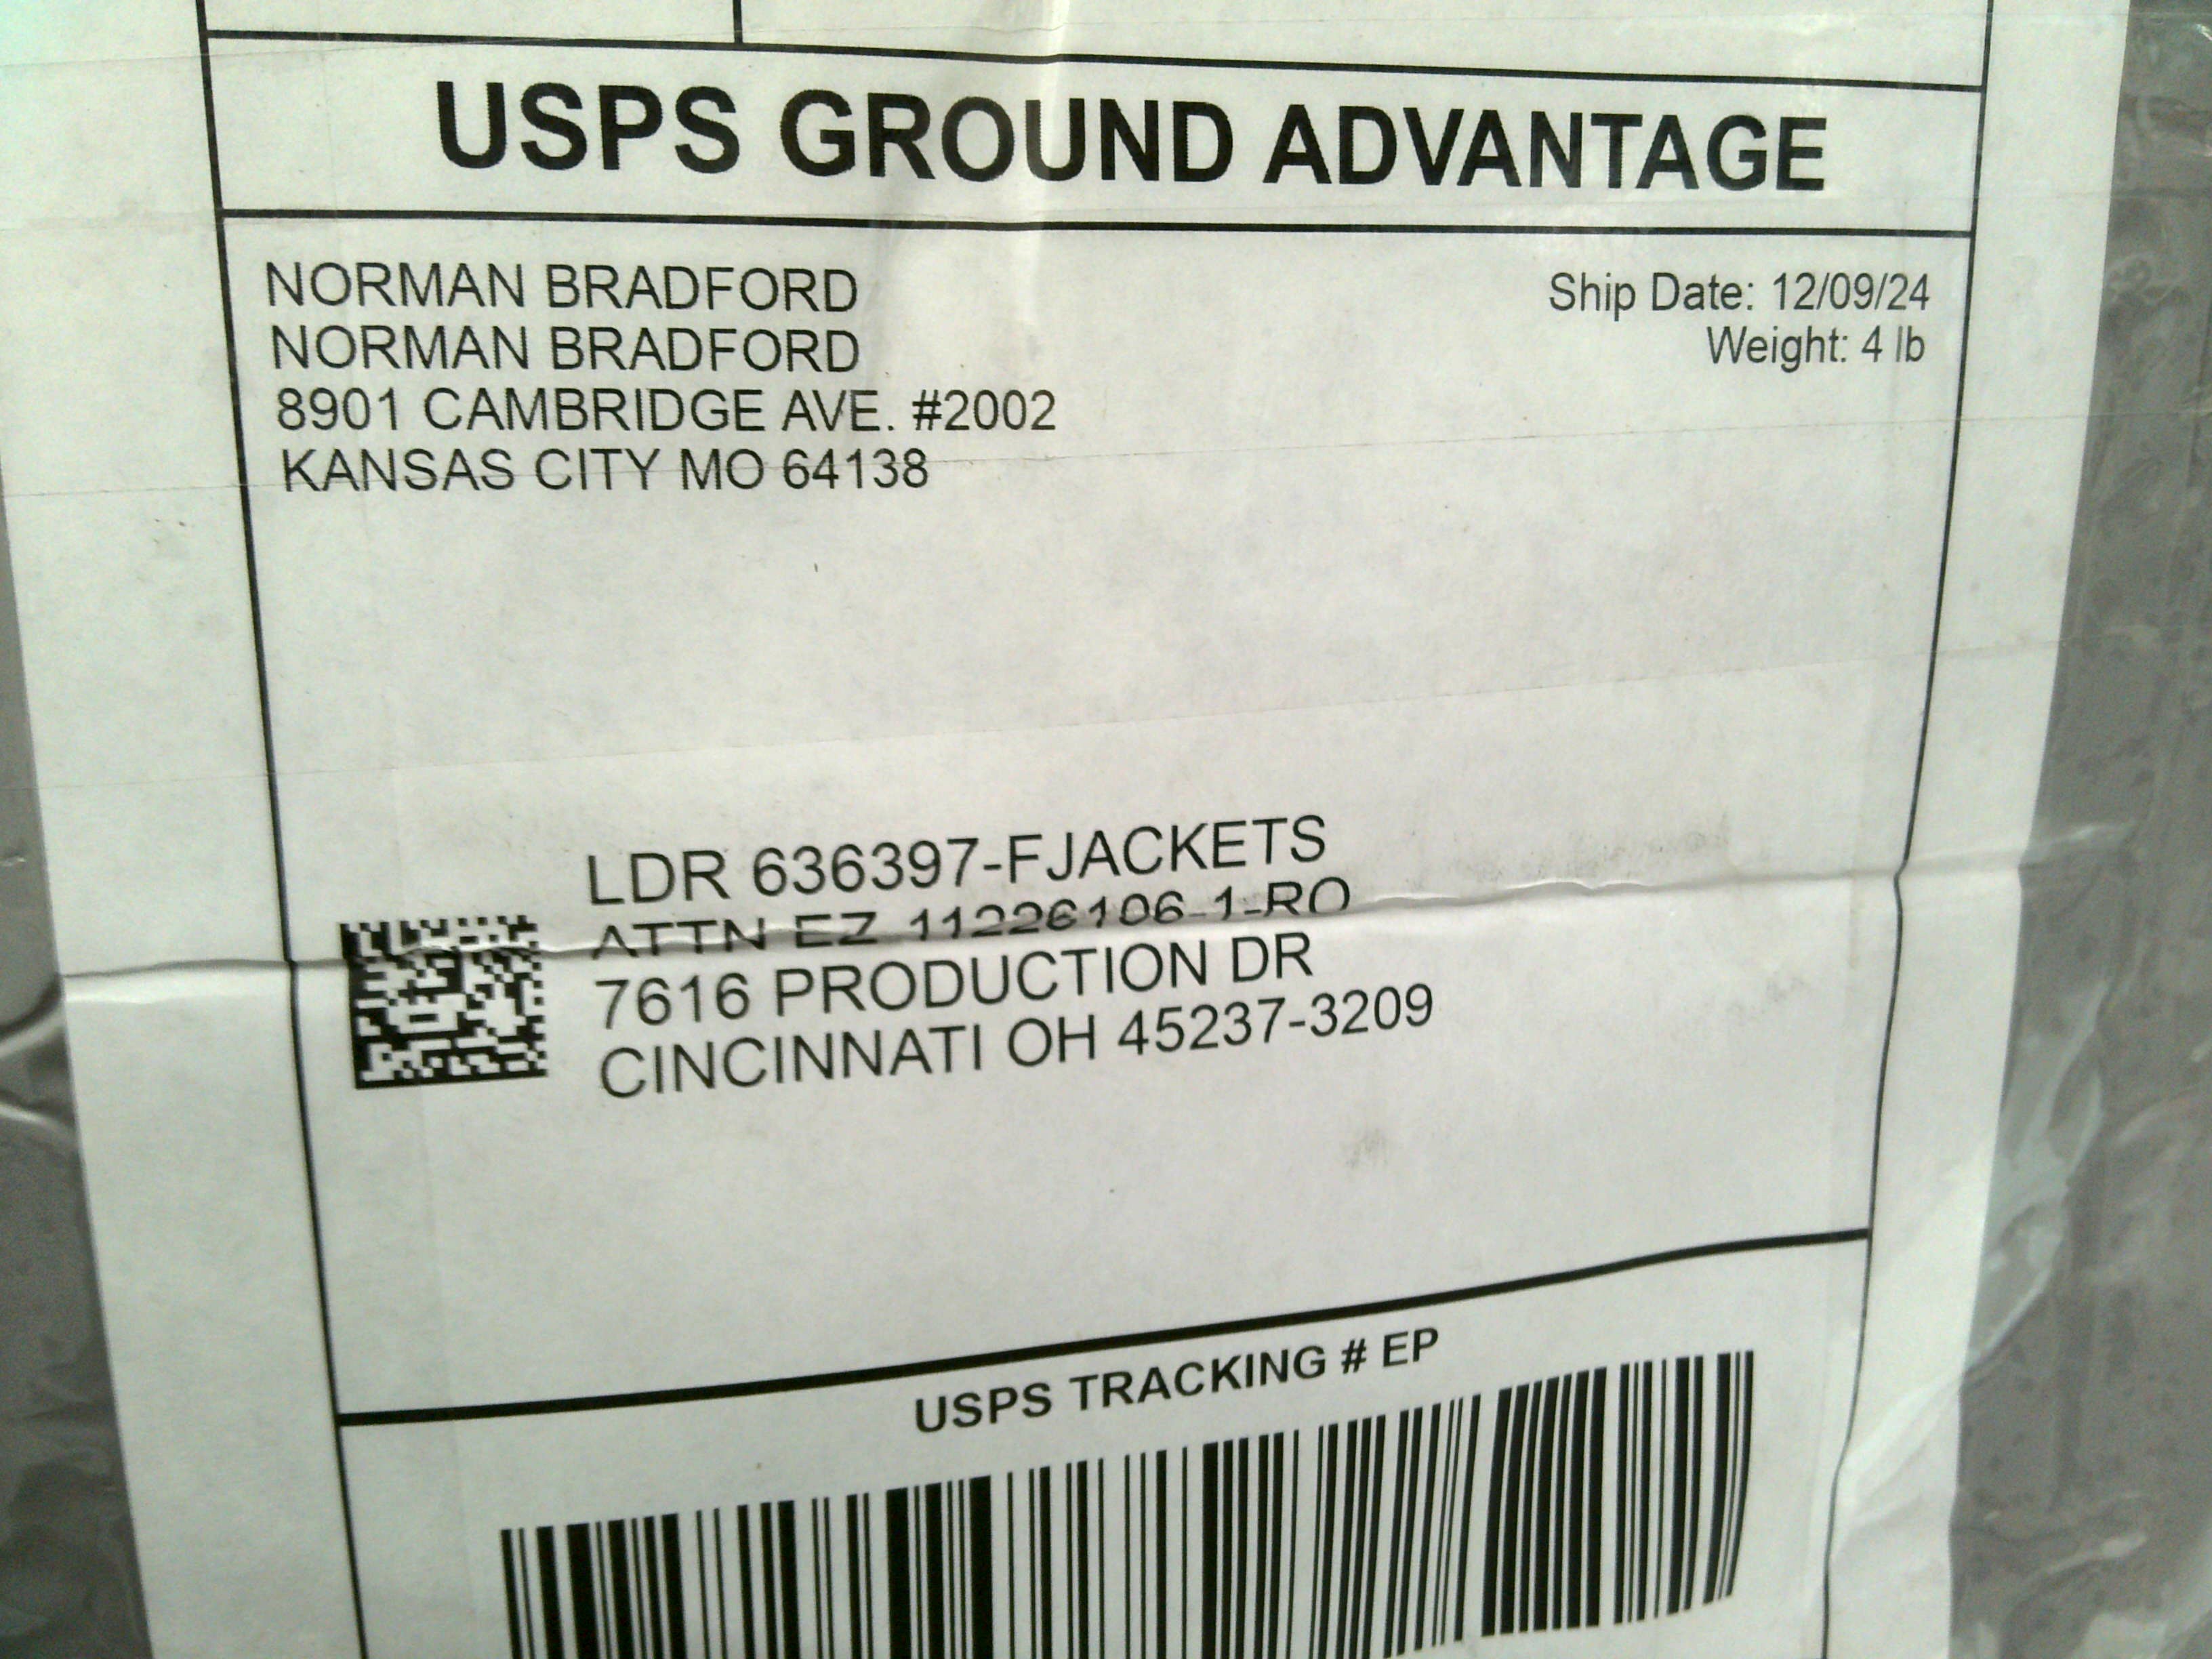 USPS GROUND ADVANTAGE
NORMAN BRADFORD
NORMAN BRADFORD
8901 CAMBRIDGE AVE. #2002
KANSAS CITY MO 64138
Ship Date: 12/09/24
Weight: 4 lb
LDR 636397-FJACKETS
ATTN EZ 11226106-1-RO
7616 PRODUCTION DR
CINCINNATI OH 45237-3209
USPS TRACKING # EP